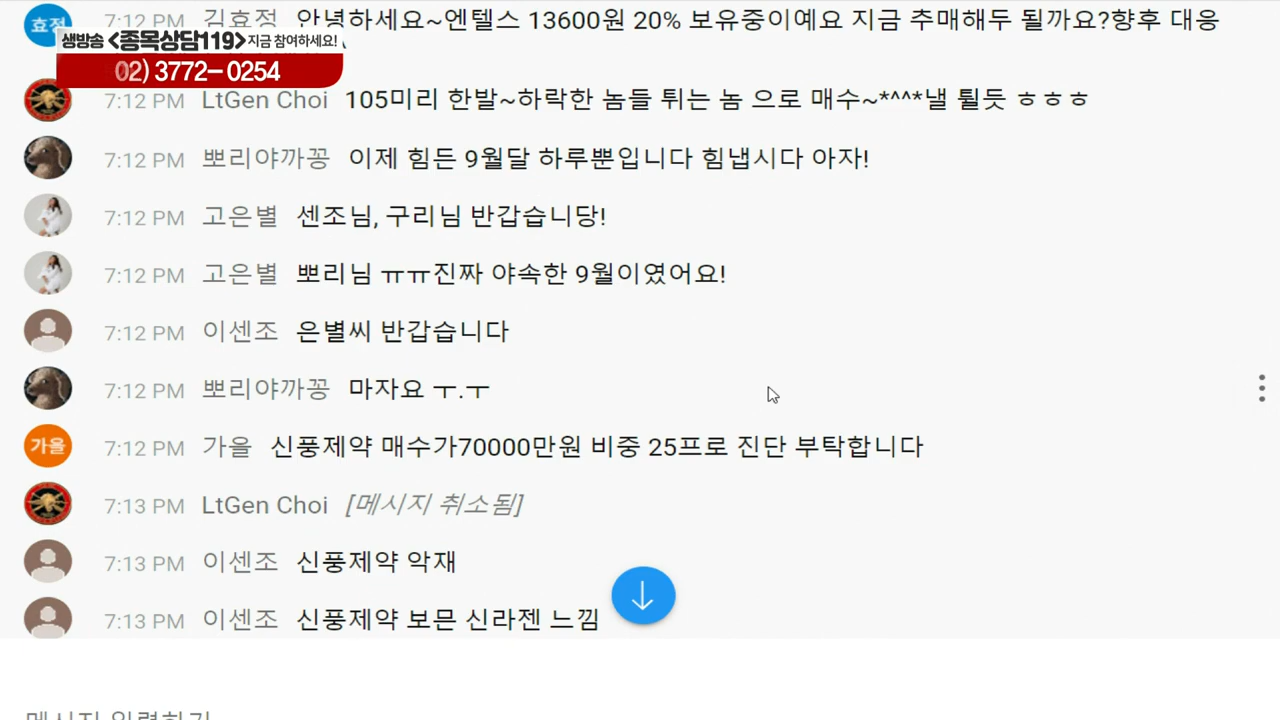 7:12 PM 김효정 안녕하세요~엔텔스 13600원 20% 보유중이예요 지금 추매해두 될까요?향후 대응
효정
생방송 <종목상담119> 지금 참여하세요!
02) 3772-0254
7:12 PM LtGen Choi 105미리 한발~하락한 놈들 튀는 놈 으로 매수~*^^^*낼 튈듯 ㅎㅎㅎ
7:12 PM 뽀리야까꽁 이제 힘든 9월달 하루뿐입니다 힘냅시다 아자!
7:12 PM 고은별 센조님, 구리님 반갑습니당!
7:12 PM 고은별 뽀리님 ㅠㅠ진짜 야속한 9월이였어요!
7:12 PM 이센조 은별씨 반갑습니다
7:12 PM 뽀리야까꽁 마자요 ㅜ.ㅜ
가을 7:12 PM 가을 신풍제약 매수가70000만원 비중 25프로 진단 부탁합니다
7:13 PM LtGen Choi [메시지 취소됨]
7:13 PM 이센조 신풍제약 악재
7:13 PM 이센조 신풍제약 보믄 신라젠 느낌
메시지 입력하기